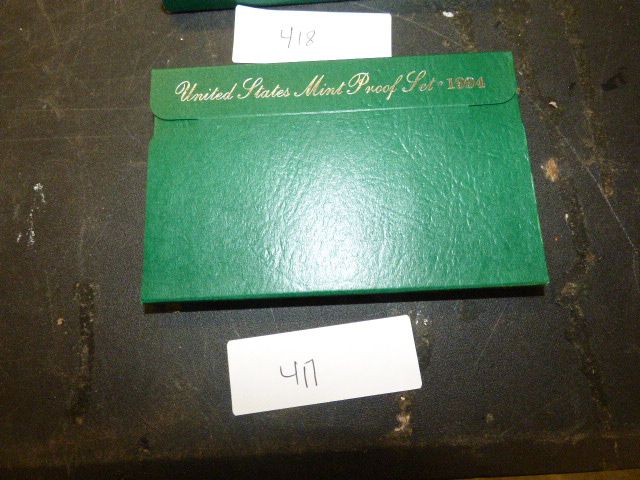 418
United States Mint Proof Set • 1994
417